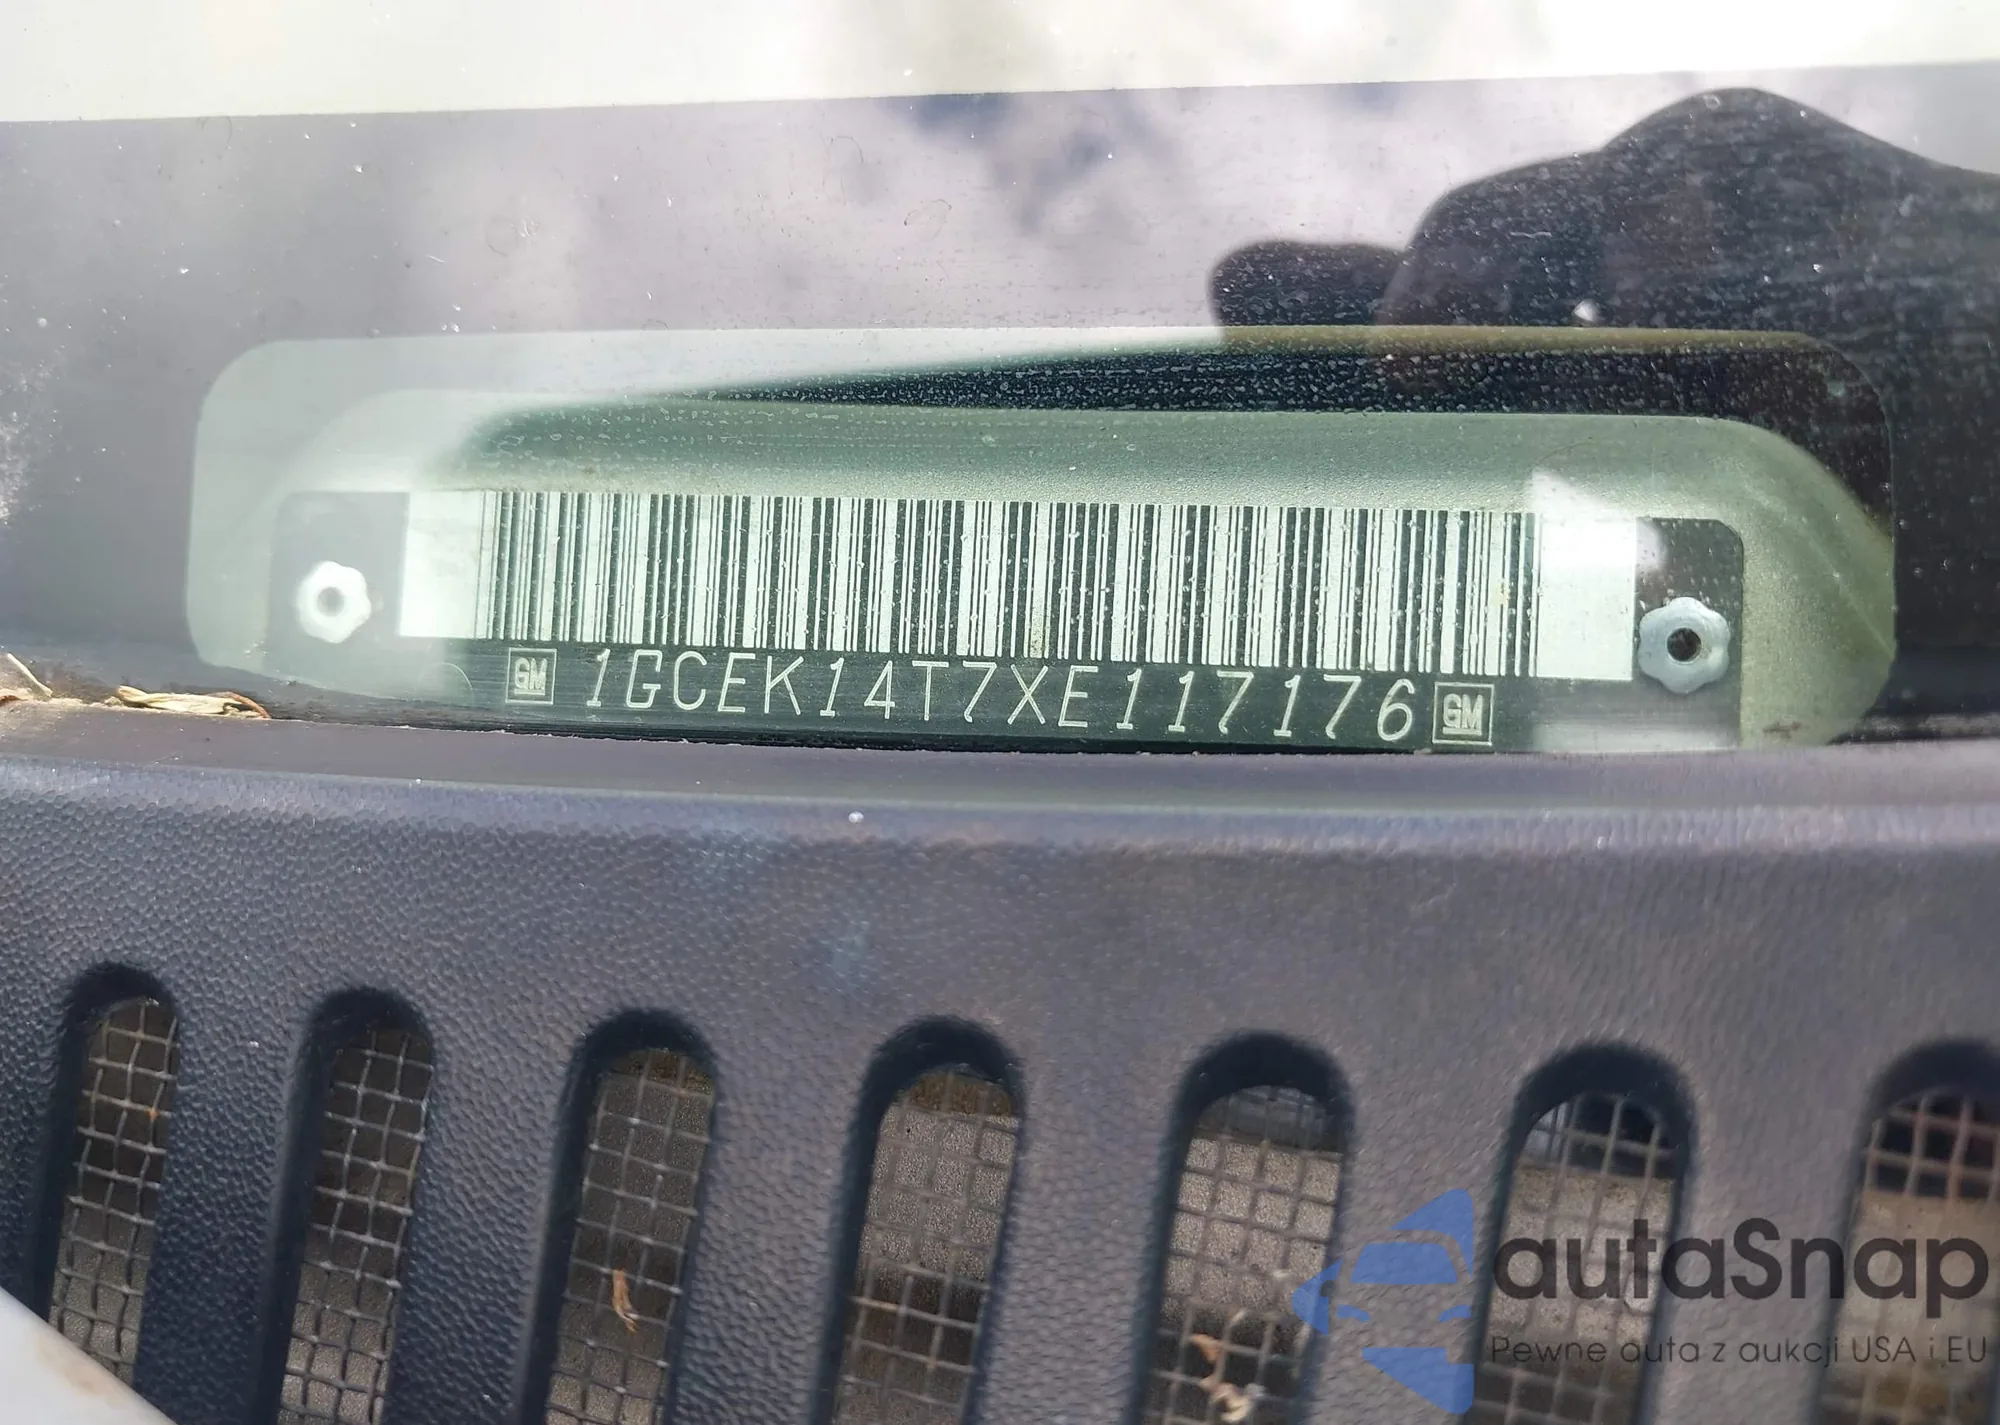 GM 1GCEK14T7XE117176 GM
autaSnap
Pewne auta z aukcji USA i EU